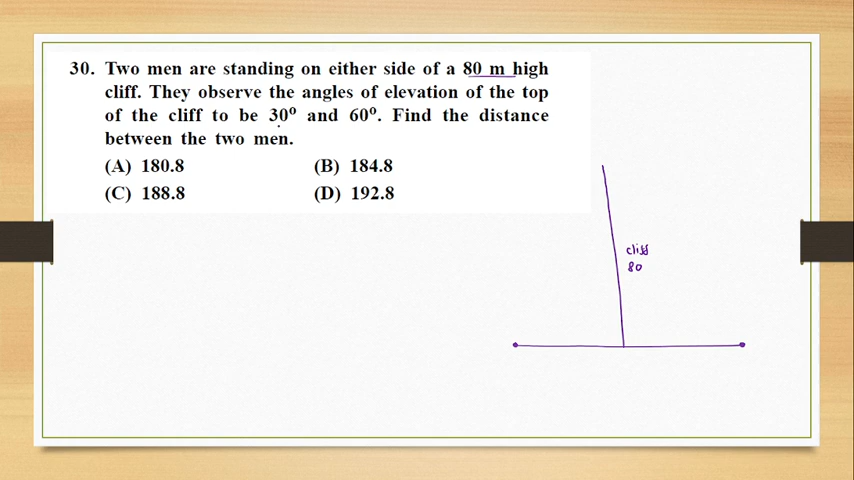 30. Two men are standing on either side of a 80 m high
cliff. They observe the angles of elevation of the top
of the cliff to be 30º and 60º. Find the distance
between the two men.
(A) 180.8 (B) 184.8
(C) 188.8 (D) 192.8
cliff
80